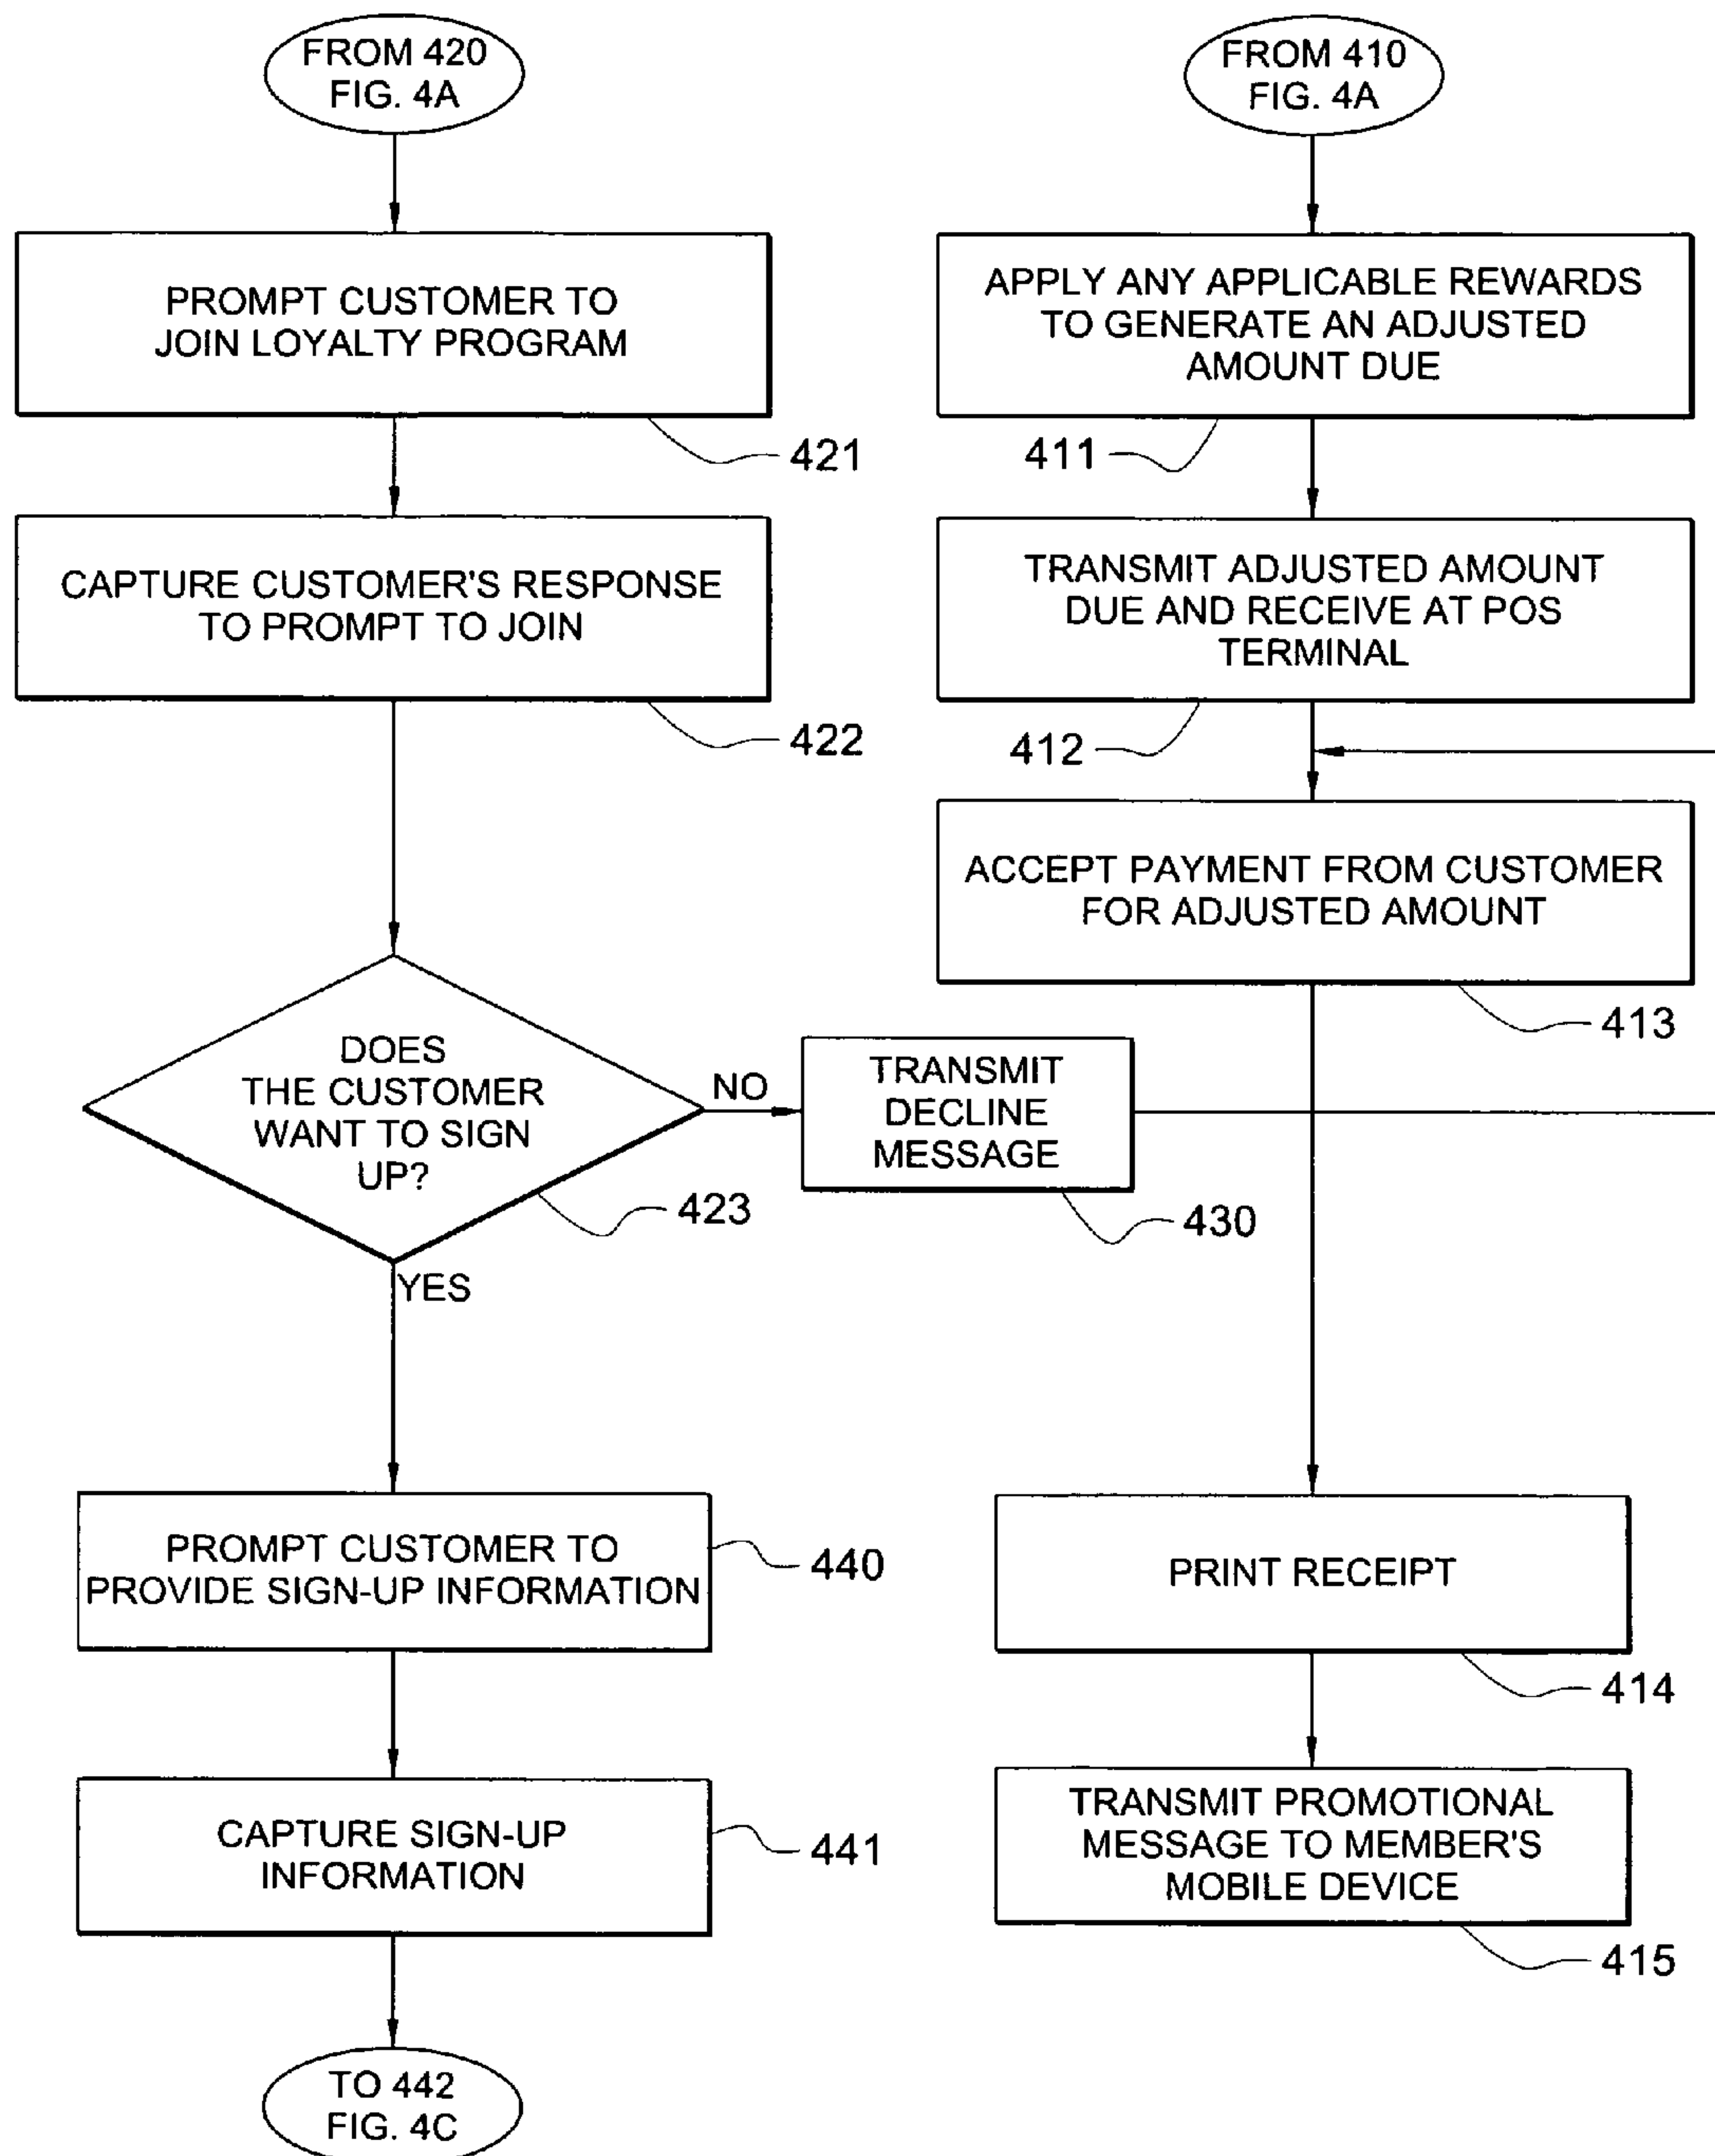 FROM 420
FIG. 4A
PROMPT CUSTOMER TO
JOIN LOYALTY PROGRAM
421
CAPTURE CUSTOMER'S RESPONSE
TO PROMPT TO JOIN
422
DOES
THE CUSTOMER
WANT TO SIGN
UP?
423
NO
TRANSMIT
DECLINE
MESSAGE
430
YES
PROMPT CUSTOMER TO
PROVIDE SIGN-UP INFORMATION
440
CAPTURE SIGN-UP
INFORMATION
441
TO 442
FIG. 4C
FROM 410
FIG. 4A
APPLY ANY APPLICABLE REWARDS
TO GENERATE AN ADJUSTED
AMOUNT DUE
411
TRANSMIT ADJUSTED AMOUNT
DUE AND RECEIVE AT POS
TERMINAL
412
ACCEPT PAYMENT FROM CUSTOMER
FOR ADJUSTED AMOUNT
413
PRINT RECEIPT
414
TRANSMIT PROMOTIONAL
MESSAGE TO MEMBER'S
MOBILE DEVICE
415